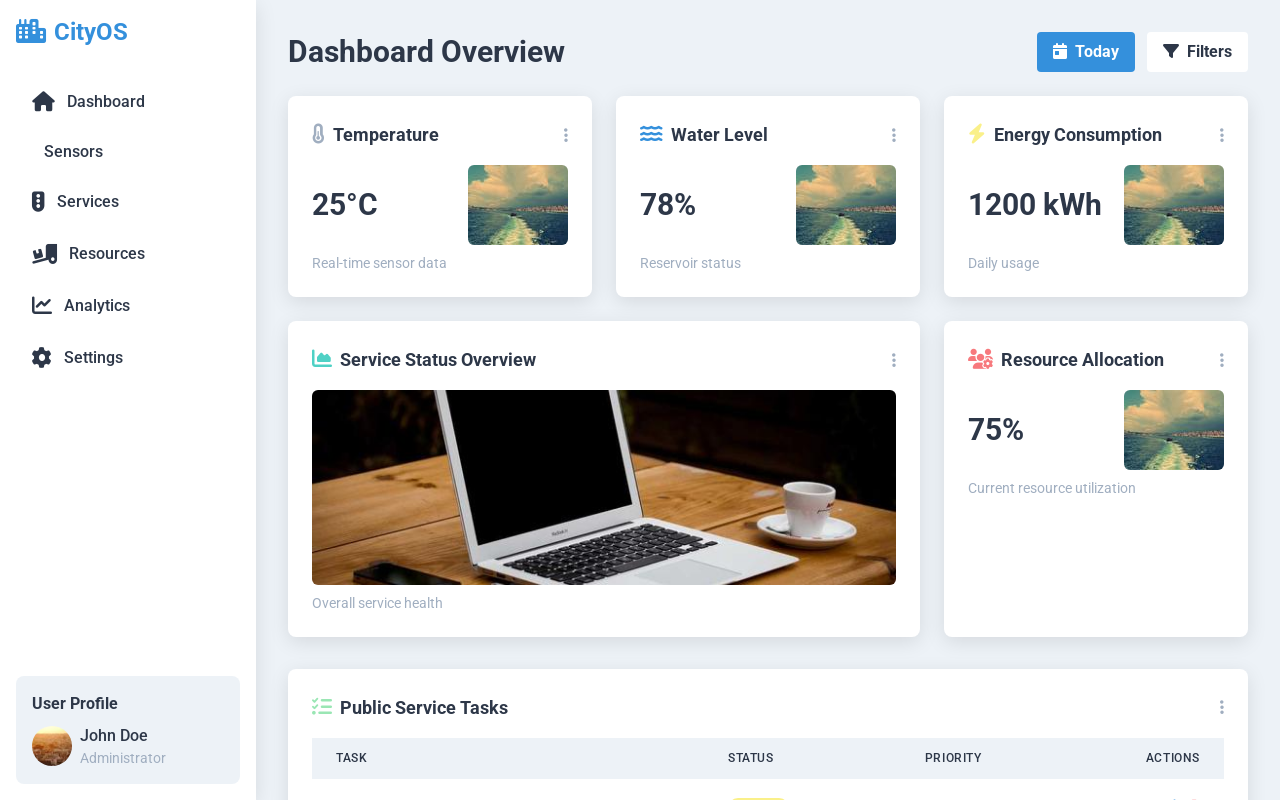 CityOS
Dashboard
Sensors
Services
Resources
Analytics
Settings
User Profile
John Doe
Administrator
Dashboard Overview
Today
Filters
Temperature
25°C
Real-time sensor data
Water Level
78%
Reservoir status
Energy Consumption
1200 kWh
Daily usage
Service Status Overview
Overall service health
Resource Allocation
75%
Current resource utilization
Public Service Tasks
TASK STATUS PRIORITY ACTIONS